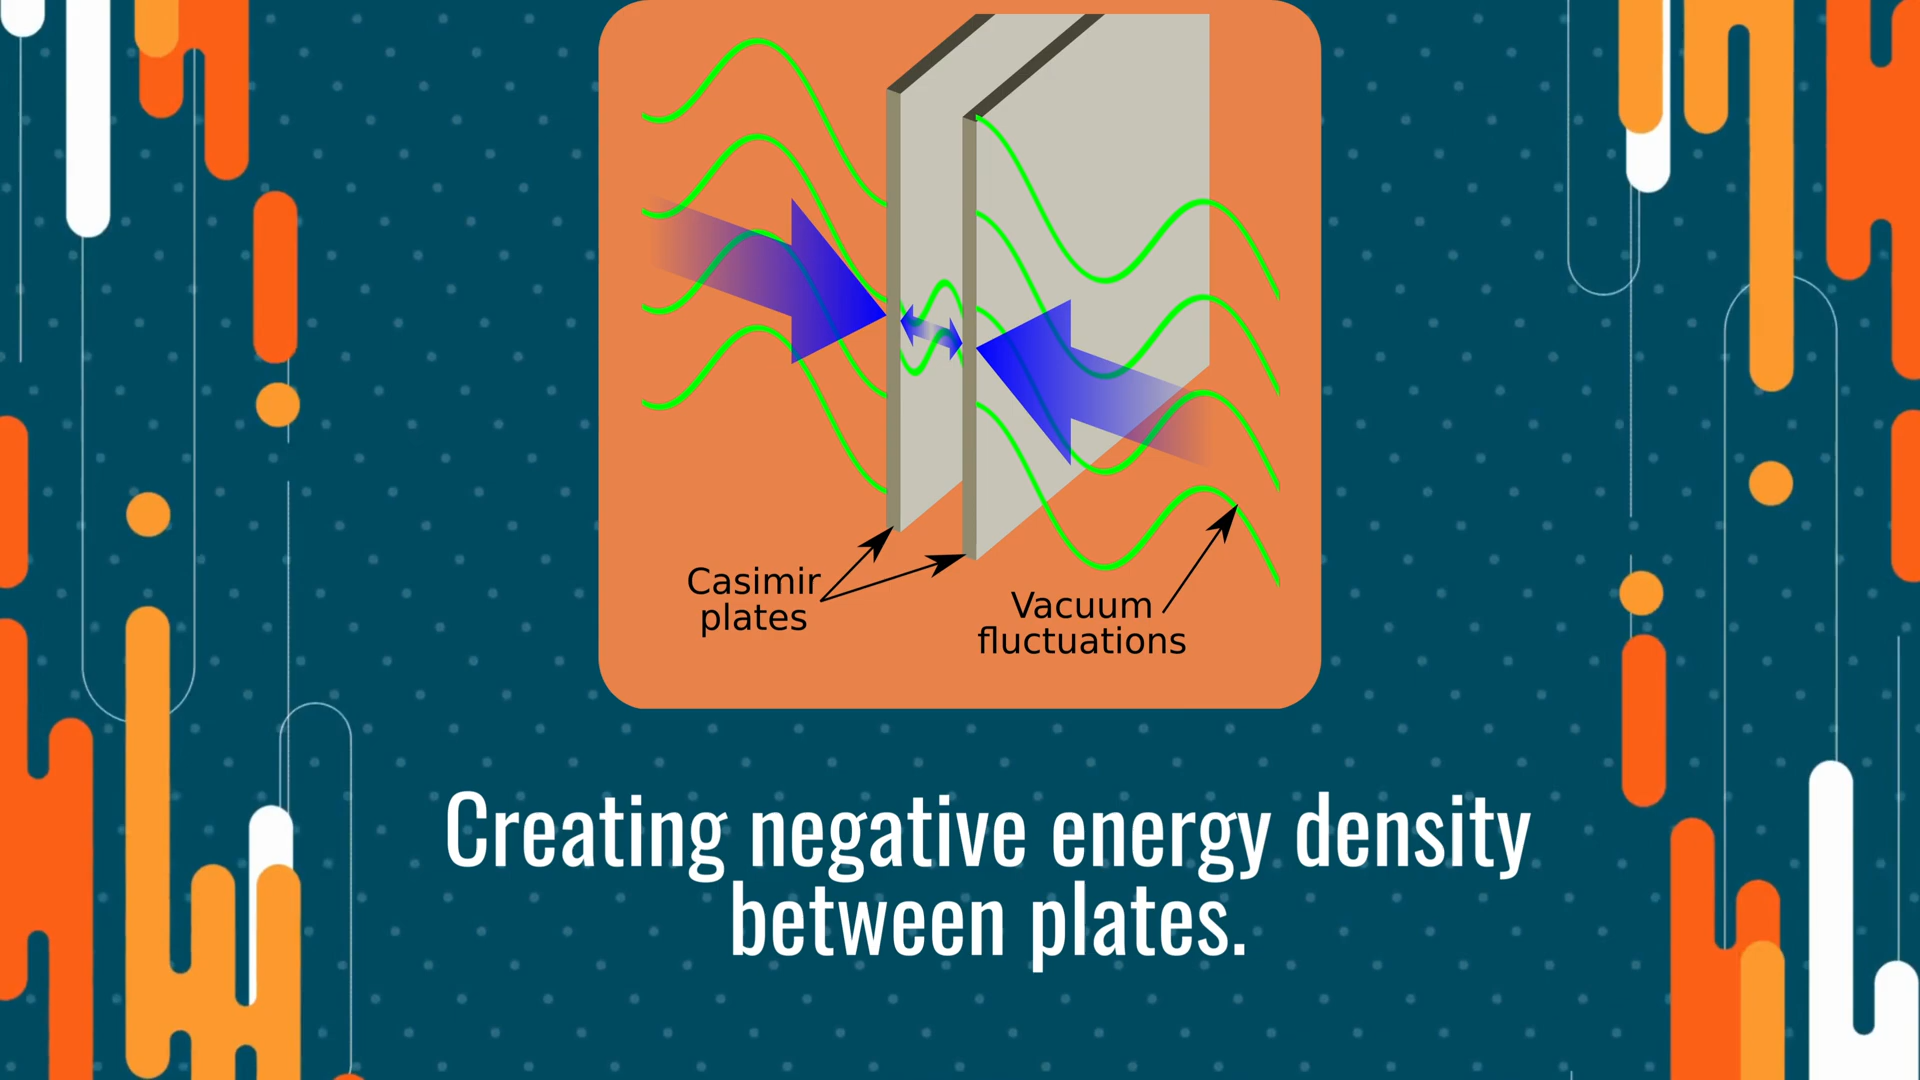 Casimir
plates
Vacuum
fluctuations
Creating negative energy density
between plates.